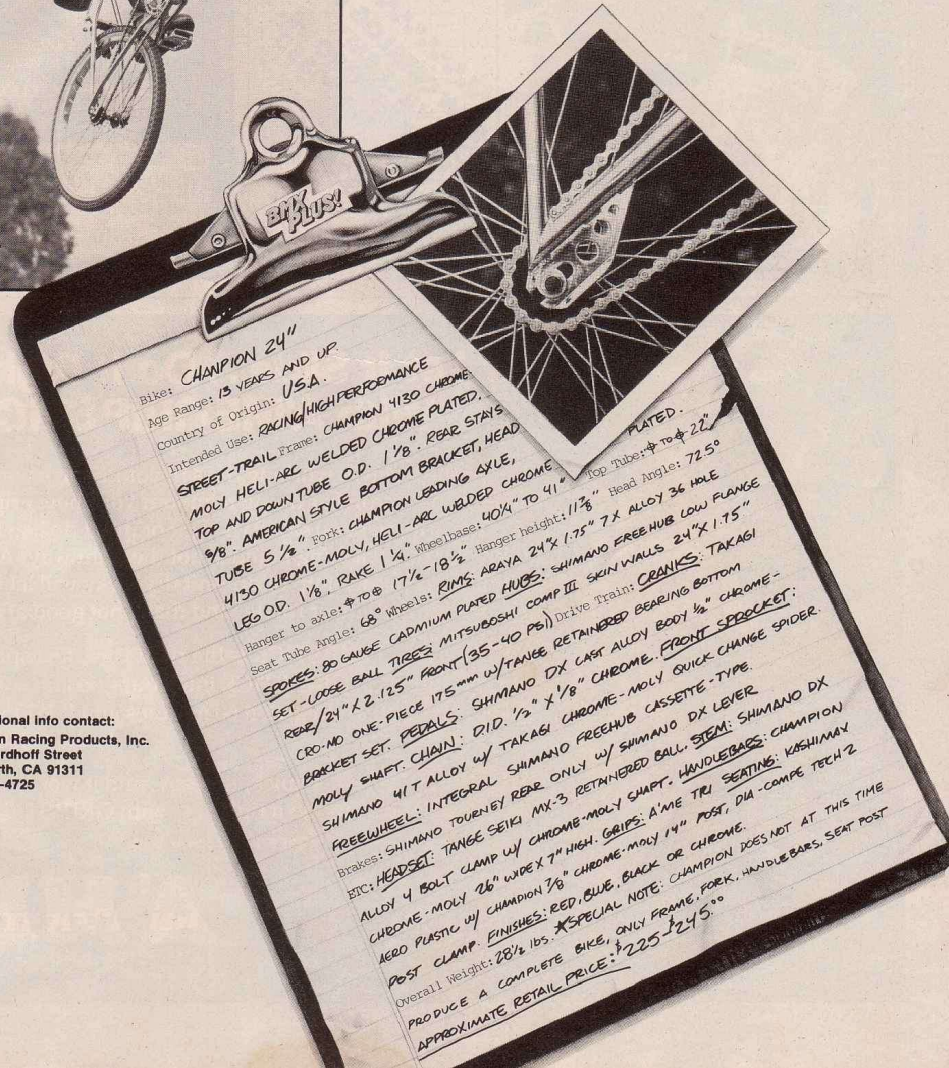 BMX PLUS!
Bike: CHANPION 24"
Age Range: 13 YEARS AND UP.
Country of Origin: U.S.A.
Intended Use: RACING/HIGH PERFORMANCE
STREET-TRAIL Frame: CHAMPION 4130 CHROME-
MOLY HELI-ARC WELDED CHROME PLATED.
TOP AND DOWN TUBE O.D. 1 1/8". REAR STAYS
5/8". AMERICAN STYLE BOTTOM BRACKET, HEAD
TUBE 5 1/2". Fork: CHAMPION LEADING AXLE,
4130 CHROME-MOLY, HELI-ARC WELDED CHROME PLATED.
LEG O.D. 1 1/8", RAKE 1 1/4". Wheelbase: 40 1/4" TO 41" Top Tube: ¢ TO ¢ 22"
Hanger to axle: ¢ TO ¢ 17 1/2 - 18 1/2" Hanger height: 11 7/8" Head Angle: 72.5°
Seat Tube Angle: 68° Wheels: RIMS: ARAYA 24" X 1.75" 7X ALLOY 36 HOLE
SPOKES: 80 GAUGE CADMIUM PLATED HUBS: SHIMANO FREEHUB LOW FLANGE
SET-LOOSE BALL TIRES: MITSUBOSHI COMP III SKIN WALLS 24" X 1.75"
REAR/24" X 2.125" FRONT (35-40 PSI) Drive Train: CRANKS: TAKAGI
CRO-MO ONE-PIECE 175mm W/TANGE RETAINERED BEARING BOTTOM
BRACKET SET. PEDALS: SHIMANO DX CAST ALLOY BODY 1/2" CHROME-
MOLY SHAFT. CHAIN: D.I.D. 1/2" X 1/8" CHROME. FRONT SPROCKET:
SHIMANO 41T ALLOY W/ TAKAGI CHROME-MOLY QUICK CHANGE SPIDER.
FREEWHEEL: INTEGRAL SHIMANO FREEHUB CASSETTE-TYPE.
Brakes: SHIMANO TOURNEY REAR ONLY W/ SHIMANO DX LEVER
ETC: HEADSET: TANGE SEIKI MX-3 RETAINERED BALL. STEM: SHIMANO DX
ALLOY 4 BOLT CLAMP W/ CHROME-MOLY SHAFT. HANDLEBARS: CHAMPION
CHROME-MOLY 26" WIDE X 7" HIGH. GRIPS: A'ME TRI SEATING: KASHIMAX
AERO PLASTIC W/ CHAMPION 7/8" CHROME-MOLY 14" POST, DIA-COMPE TECH 2
POST CLAMP. FINISHES: RED, BLUE, BLACK OR CHROME.
Overall Weight: 28 1/2 lbs. ★SPECIAL NOTE: CHAMPION DOES NOT AT THIS TIME
PRODUCE A COMPLETE BIKE, ONLY FRAME, FORK, HANDLEBARS, SEAT POST
APPROXIMATE RETAIL PRICE: $225-$245.00
ional info contact:
n Racing Products, Inc.
rdhoff Street
rth, CA 91311
-4725